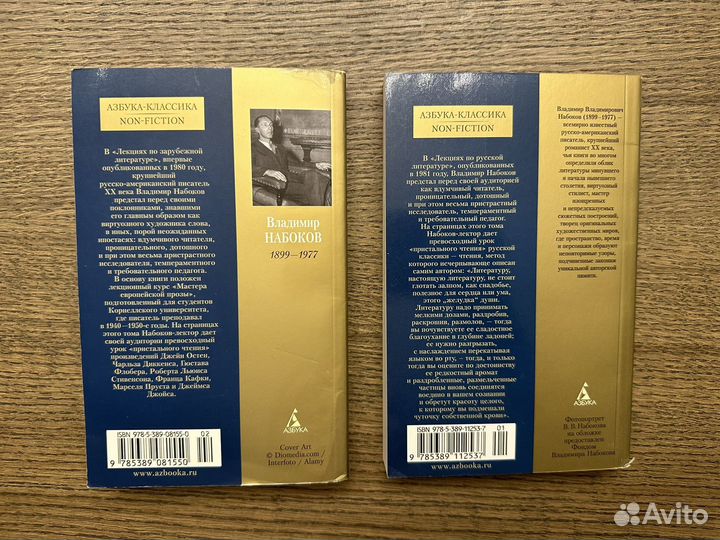 АЗБУКА-КЛАССИКА
NON-FICTION
В «Лекциях по зарубежной
литературе», впервые
опубликованных в 1980 году,
крупнейший
русско-американский писатель
XX века Владимир Набоков
предстал перед своими
поклонниками, знавшими
его главным образом как
виртуозного художника слова,
в иных, порой неожиданных
ипостасях: вдумчивого читателя,
проницательного, дотошного
и при этом весьма пристрастного
исследователя, темпераментного
и требовательного педагога.
В основу книги положен
лекционный курс «Мастера
европейской прозы»,
подготовленный для студентов
Корнеллского университета,
где писатель преподавал
в 1940—1950-е годы. На страницах
этого тома Набоков-лектор дает
своей аудитории превосходный
урок «пристального чтения»
произведений Джейн Остен,
Чарльза Диккенса, Гюстава
Флобера, Роберта Льюиса
Стивенсона, Франца Кафки,
Марселя Пруста и Джеймса
Джойса.
ISBN 978-5-389-08155-0
02
9 785389 081550
www.azbooka.ru
Владимир
НАБОКОВ
1899—1977
АЗБУКА
Cover Art
© Diomedia.com /
Interfoto / Alamy
АЗБУКА-КЛАССИКА
NON-FICTION
В «Лекциях по русской
литературе», опубликованных
в 1981 году, Владимир Набоков
предстал перед своей аудиторией
как вдумчивый читатель,
проницательный, дотошный
и при этом весьма пристрастный
исследователь, темпераментный
и требовательный педагог.
На страницах этого тома
Набоков-лектор дает
превосходный урок
«пристального чтения» русской
классики — чтения, метод
которого исчерпывающе описан
самим автором: «Литературу,
настоящую литературу, не стоит
глотать залпом, как снадобье,
полезное для сердца или ума,
этого „желудка“ души.
Литературу надо принимать
мелкими дозами, раздробив,
раскрошив, размолов, — тогда
вы почувствуете ее сладостное
благоухание в глубине ладоней;
ее нужно разгрызать,
с наслаждением перекатывая
языком во рту, — тогда, и только
тогда вы оцените по достоинству
ее редкостный аромат
и раздробленные, размельченные
частицы вновь соединятся
воедино в вашем сознании
и обретут красоту целого,
к которому вы подмешали
чуточку собственной крови».
ISBN 978-5-389-11253-7
01
9 785389 112537
www.azbooka.ru
Владимир Владимирович
Набоков (1899—1977) —
всемирно известный
русско-американский
писатель, крупнейший
романист XX века,
чьи книги во многом
определили облик
литературы минувшего
и начала нынешнего
столетия, виртуозный
стилист, мастер
изощренных
и непредсказуемых
сюжетных построений,
творец оригинальных
художественных миров,
где пространство, время
и персонажи образуют
неповторимые узоры,
подчиненные законам
уникальной авторской
памяти.
АЗБУКА
Фотопортрет
В. В. Набокова
на обложке
предоставлен
Фондом
Владимира Набокова
Avito